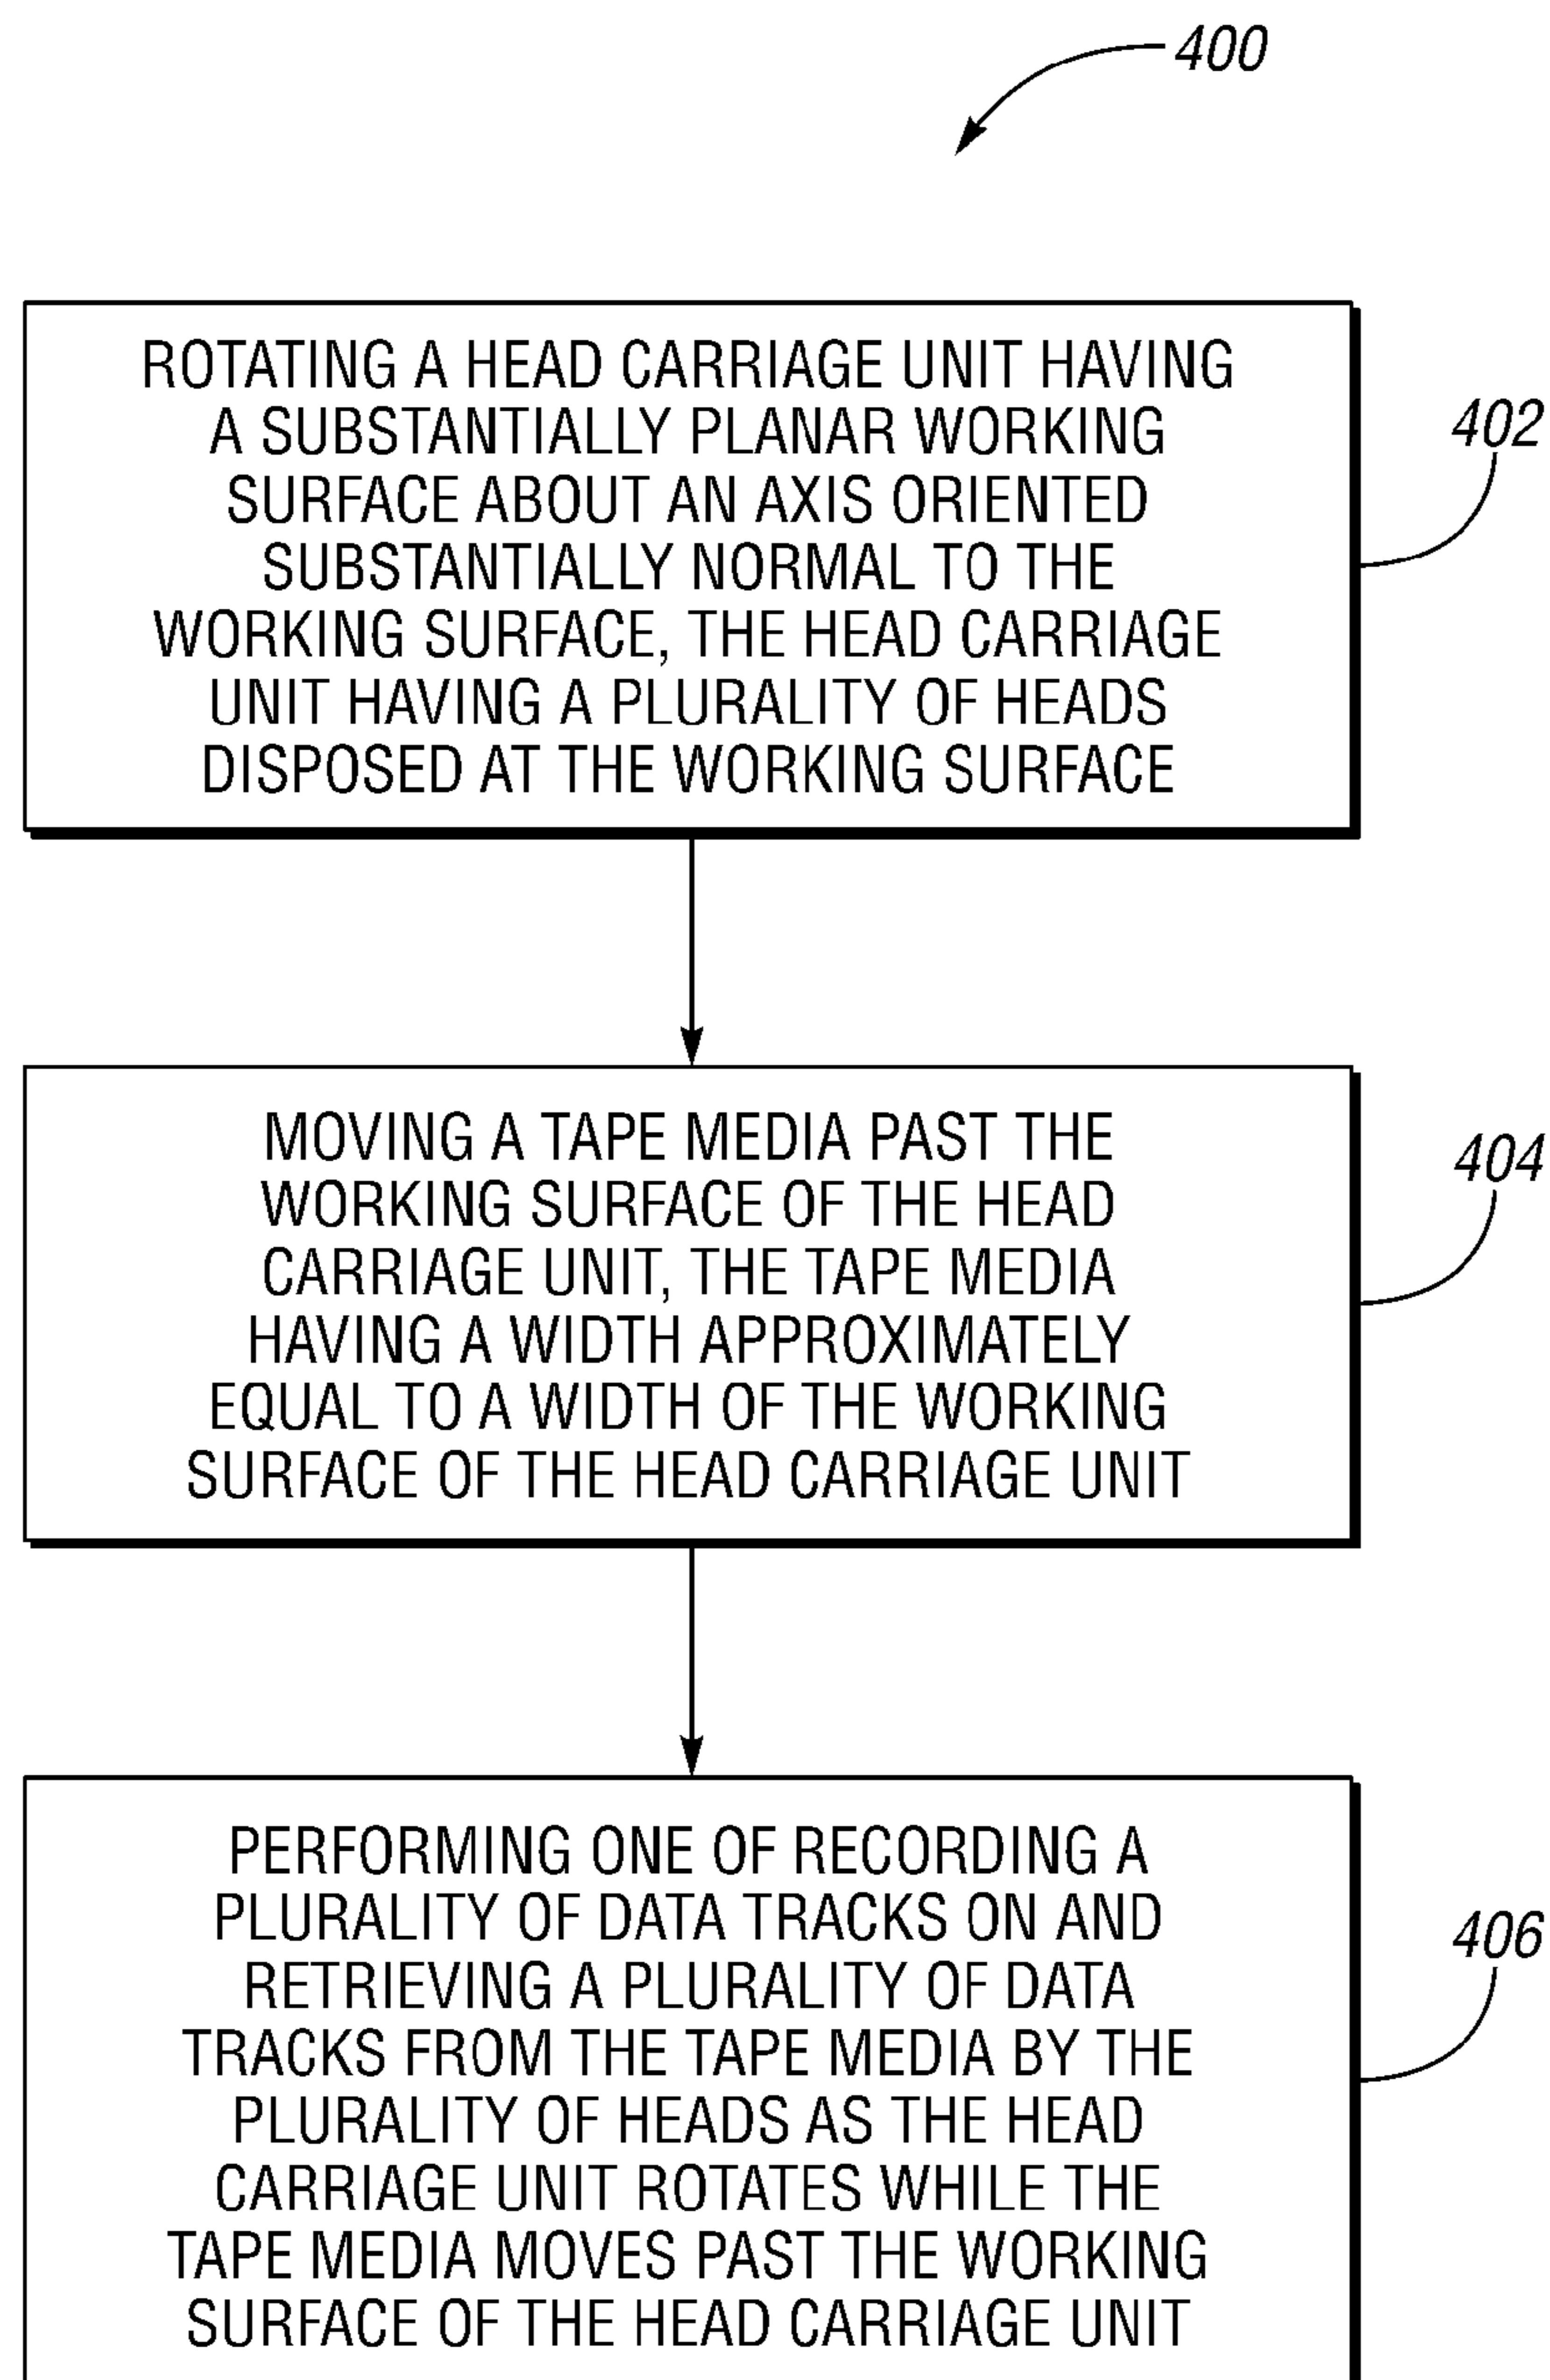 400
ROTATING A HEAD CARRIAGE UNIT HAVING
A SUBSTANTIALLY PLANAR WORKING
SURFACE ABOUT AN AXIS ORIENTED
SUBSTANTIALLY NORMAL TO THE
WORKING SURFACE, THE HEAD CARRIAGE
UNIT HAVING A PLURALITY OF HEADS
DISPOSED AT THE WORKING SURFACE
402
MOVING A TAPE MEDIA PAST THE
WORKING SURFACE OF THE HEAD
CARRIAGE UNIT, THE TAPE MEDIA
HAVING A WIDTH APPROXIMATELY
EQUAL TO A WIDTH OF THE WORKING
SURFACE OF THE HEAD CARRIAGE UNIT
404
PERFORMING ONE OF RECORDING A
PLURALITY OF DATA TRACKS ON AND
RETRIEVING A PLURALITY OF DATA
TRACKS FROM THE TAPE MEDIA BY THE
PLURALITY OF HEADS AS THE HEAD
CARRIAGE UNIT ROTATES WHILE THE
TAPE MEDIA MOVES PAST THE WORKING
SURFACE OF THE HEAD CARRIAGE UNIT
406